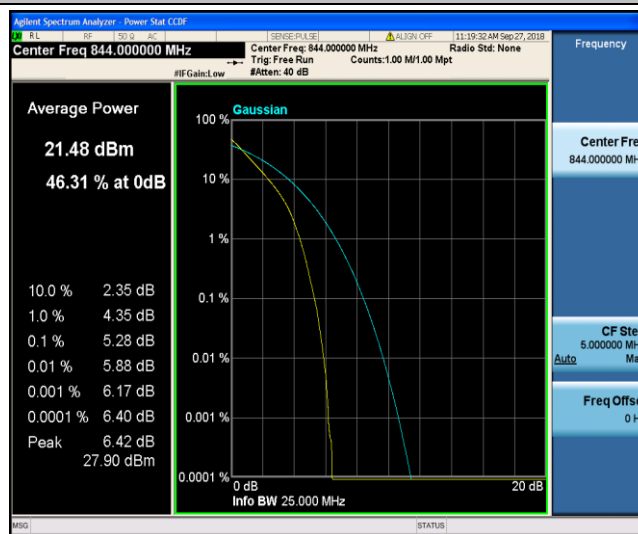 Agilent Spectrum Analyzer - Power Stat CCDF
RL RF 50 Ω AC SENSE:PULSE ALIGN OFF 11:19:32 AM Sep 27, 2018
Center Freq 844.000000 MHz Center Freq: 844.000000 MHz Radio Std: None
Trig: Free Run Counts:1.00 M/1.00 Mpt
#IFGain:Low #Atten: 40 dB
Frequency
Average Power
21.48 dBm
46.31 % at 0dB
10.0 % 2.35 dB
1.0 % 4.35 dB
0.1 % 5.28 dB
0.01 % 5.88 dB
0.001 % 6.17 dB
0.0001 % 6.40 dB
Peak 6.42 dB
27.90 dBm
Gaussian
100 %
10 %
1 %
0.1 %
0.01 %
0.001 %
0.0001 %
0 dB 20 dB
Info BW 25.000 MHz
Center Fre
844.000000 MH
CF Ste
5.000000 MH
Auto Ma
Freq Offse
0 H
MSG STATUS